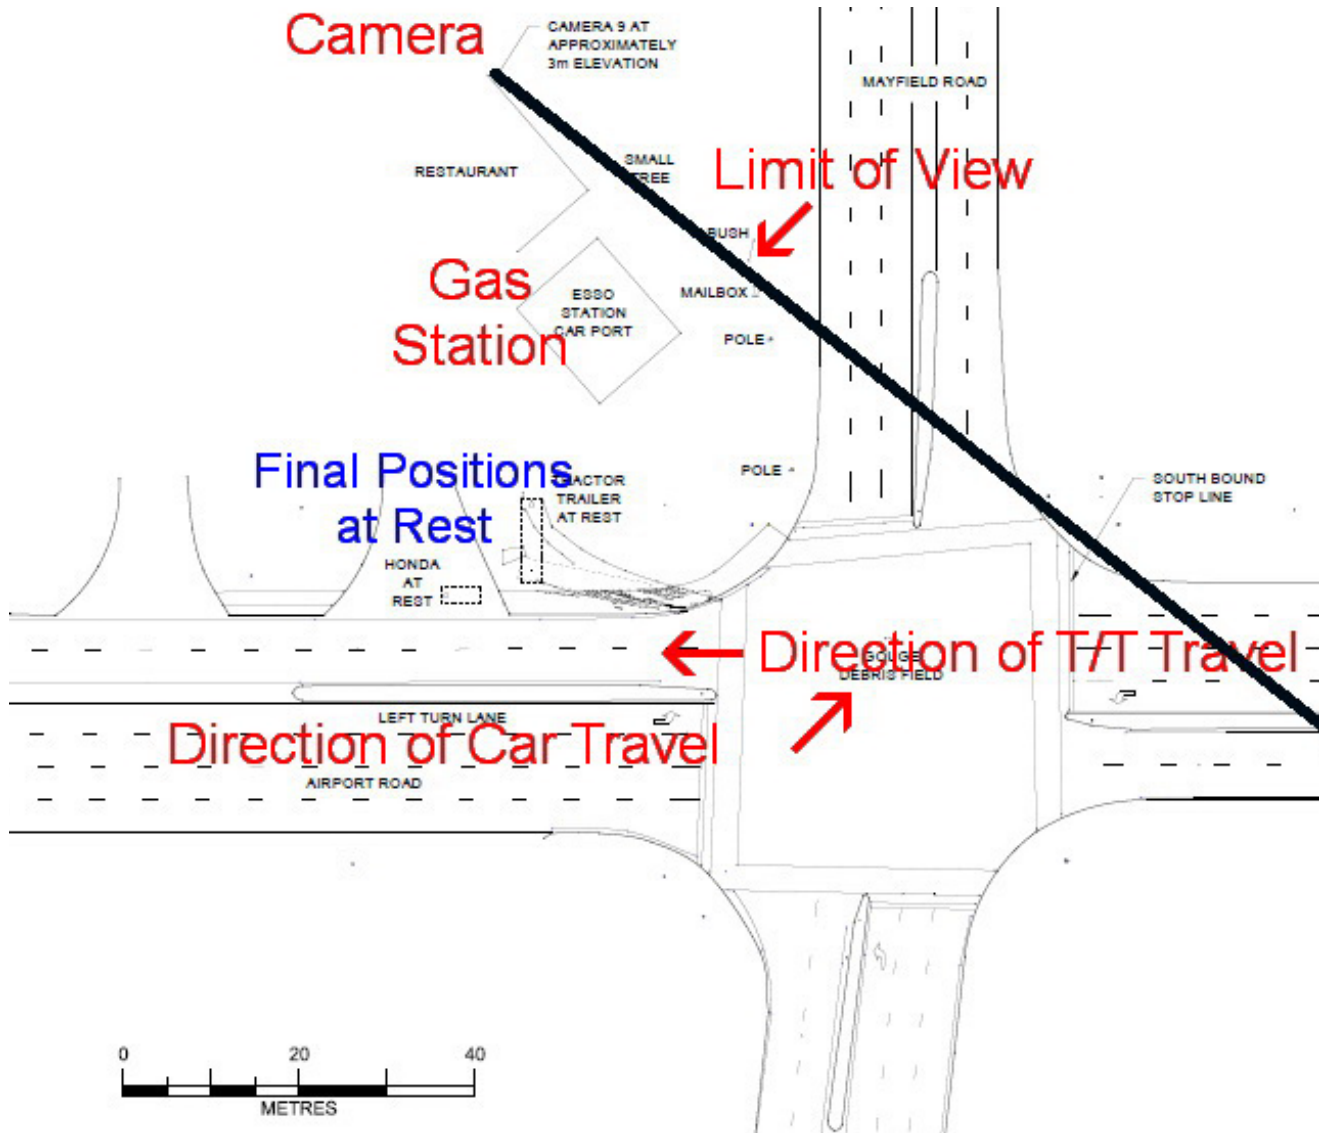 Camera
CAMERA 9 AT
APPROXIMATELY
3m ELEVATION
MAYFIELD ROAD
RESTAURANT
SMALL
TREE
Limit of View
BUSH
MAILBOX
Gas
Station
ESSO
STATION
CAR PORT
POLE
POLE
Final Positions
at Rest
TRACTOR
TRAILER
AT REST
SOUTH BOUND
STOP LINE
HONDA
AT
REST
Direction of T/T Travel
GOUGE
DEBRIS FIELD
LEFT TURN LANE
Direction of Car Travel
AIRPORT ROAD
0 20 40
METRES